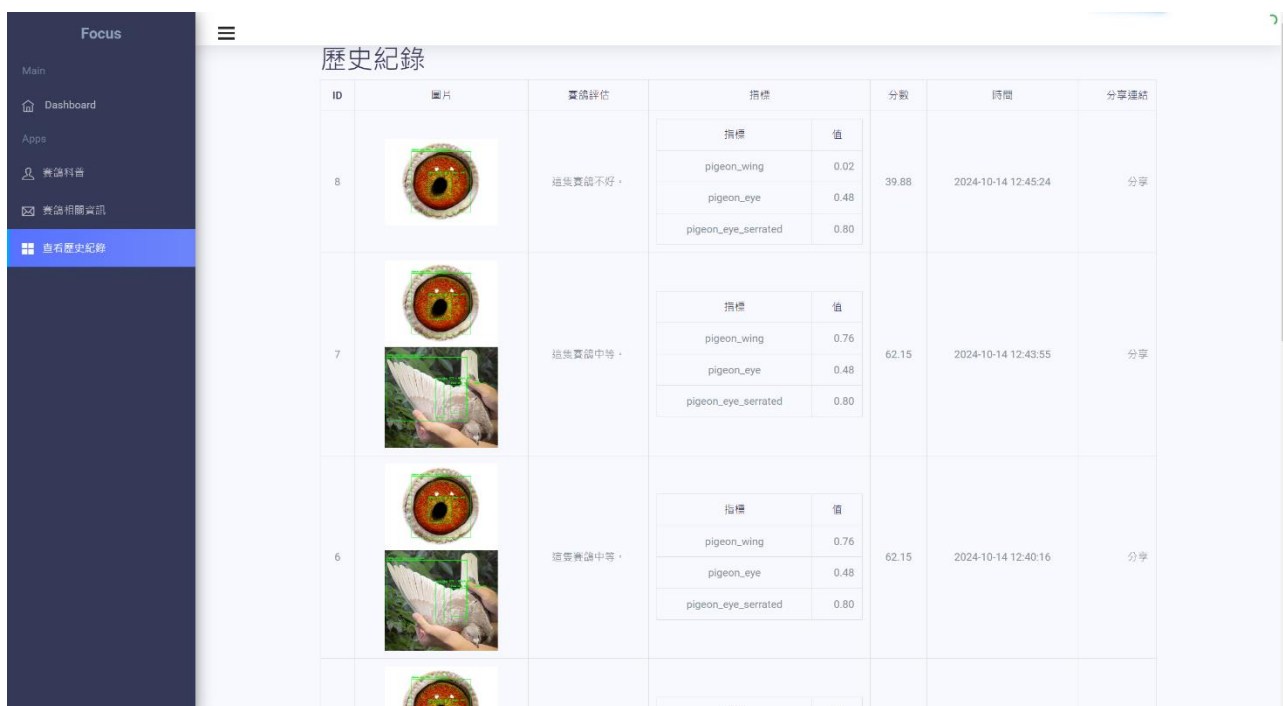 Focus
Main
Dashboard
Apps
賽鴿科普
賽鴿相關資訊
查看歷史紀錄
歷史紀錄
ID 圖片 賽鴿評估 指標 分數 時間 分享連結
8 這隻賽鴿不好， 39.88 2024-10-14 12:45:24 分享
指標 值
pigeon_wing 0.02
pigeon_eye 0.48
pigeon_eye_serrated 0.80
7 這隻賽鴿中等， 62.15 2024-10-14 12:43:55 分享
指標 值
pigeon_wing 0.76
pigeon_eye 0.48
pigeon_eye_serrated 0.80
6 這隻賽鴿中等， 62.15 2024-10-14 12:40:16 分享
指標 值
pigeon_wing 0.76
pigeon_eye 0.48
pigeon_eye_serrated 0.80